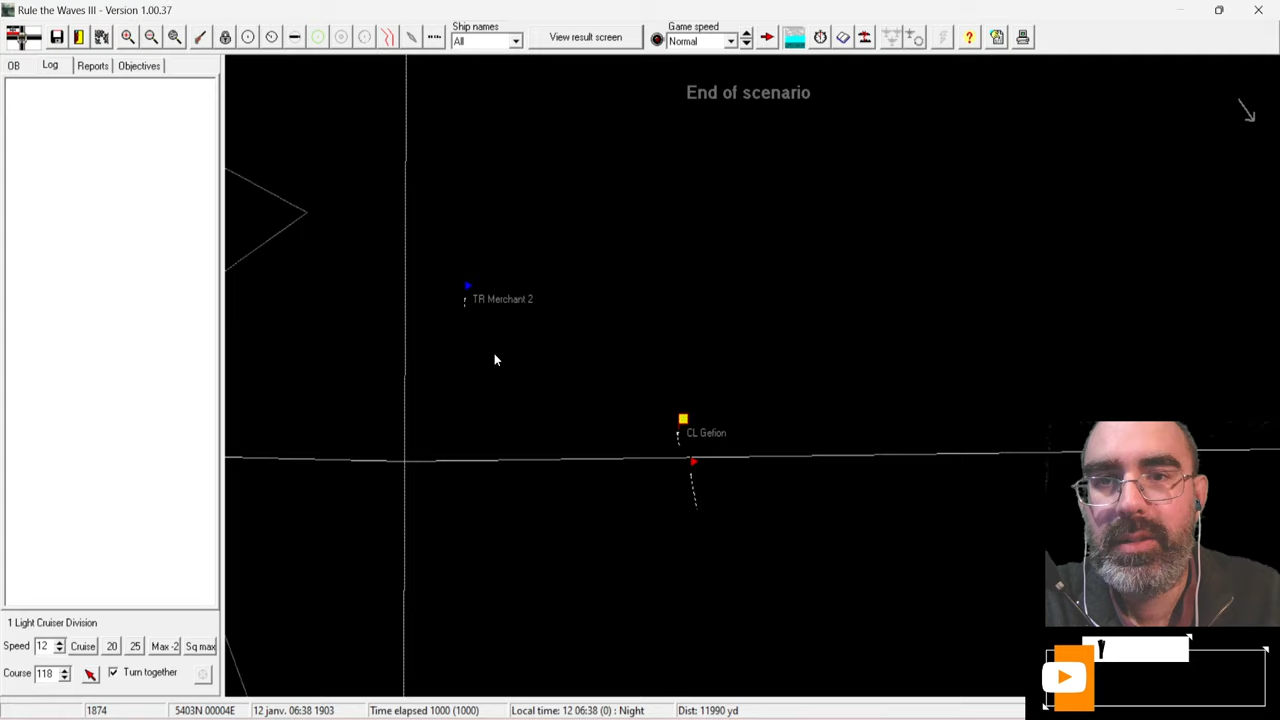 Rule the Waves III - Version 1.00.37
Ship names
All
View result screen
Game speed
Normal
OB Log Reports Objectives
End of scenario
TR Merchant 2
CL Gefion
1 Light Cruiser Division
Speed 12 Cruise 20 25 Max -2 Sq max
Course 118 Turn together
1874 5403N 00004E 12 janv. 06:38 1903 Time elapsed 1000 (1000) Local time: 12 06:38 (0) : Night Dist: 11990 yd